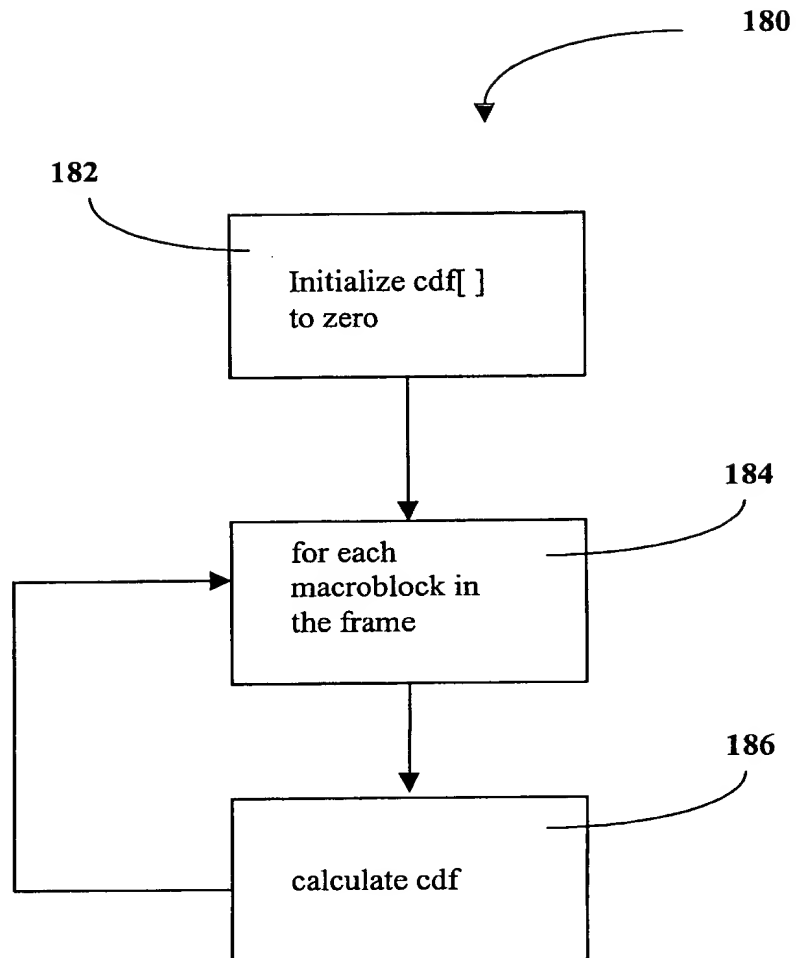 180
182
Initialize cdf[ ]
to zero
184
for each
macroblock in
the frame
186
calculate cdf